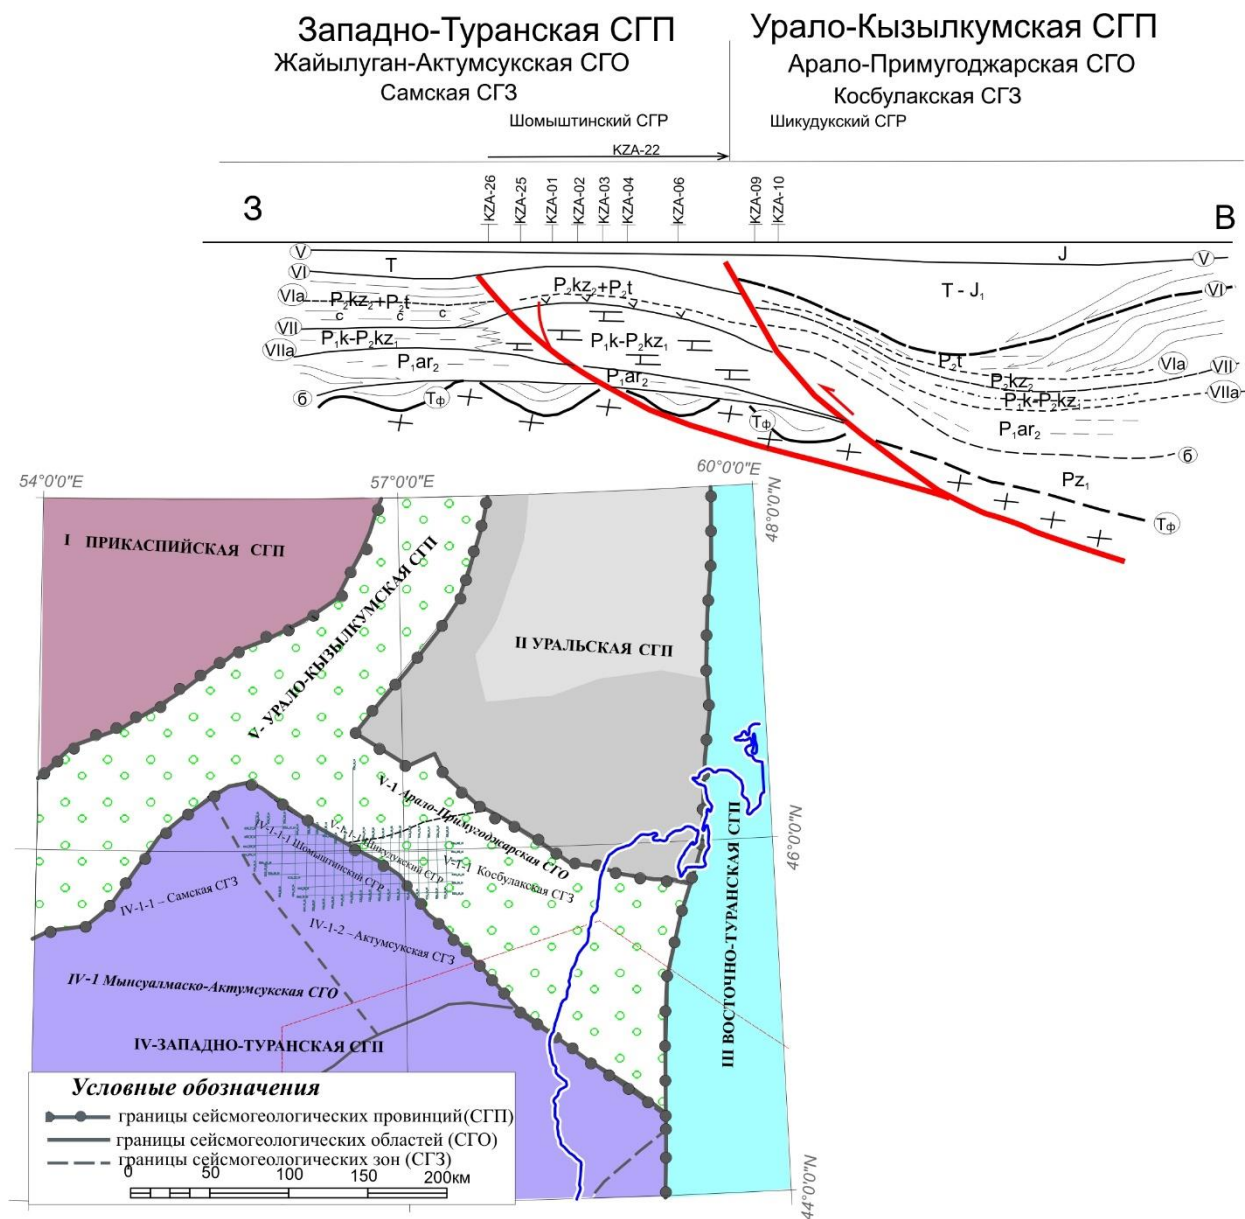 Западно-Туранская СГП
Урало-Кызылкумская СГП
Жайылуган-Актумсукская СГО
Арало-Примугоджарская СГО
Самская СГЗ
Косбулакская СГЗ
Шомыштинский СГР
Шикудукский СГР
KZA-22
KZA-26
KZA-25
KZA-01
KZA-02
KZA-03
KZA-04
KZA-06
KZA-09
KZA-10
З
В
V
T
J
V
VI
P₂kz₂+P₂t
T - J₁
VI
VIa
P₂kz₂+P₂t
c c c
VII
P₁k-P₂kz₁
P₁k-P₂kz₁
P₂t
VIa
VII
VIIa
P₁ar₂
P₁ar₂
P₂kz₂
P₁k-P₂kz₁
VIIa
б
Тф
Тф
P₁ar₂
б
Pz₁
Тф
54°0'0"E
57°0'0"E
60°0'0"E
48°0'0"N
I ПРИКАСПИЙСКАЯ СГП
V- УРАЛО-КЫЗЫЛКУМСКАЯ СГП
II УРАЛЬСКАЯ СГП
V-1 Арало-Примугоджарская СГО
46°0'0"N
IV-1-1-1 Шомыштинский СГР
V-1-1-1 Шикудукский СГР
V-1-1 Косбулакская СГЗ
IV-1-1 – Самская СГЗ
IV-1-2 – Актумсукская СГЗ
III ВОСТОЧНО-ТУРАНСКАЯ СГП
IV-1 Мынсуалмаско-Актумсукская СГО
IV-ЗАПАДНО-ТУРАНСКАЯ СГП
Условные обозначения
границы сейсмогеологических провинций(СГП)
границы сейсмогеологических областей (СГО)
границы сейсмогеологических зон (СГЗ)
0 50 100 150 200км
44°0'0"N